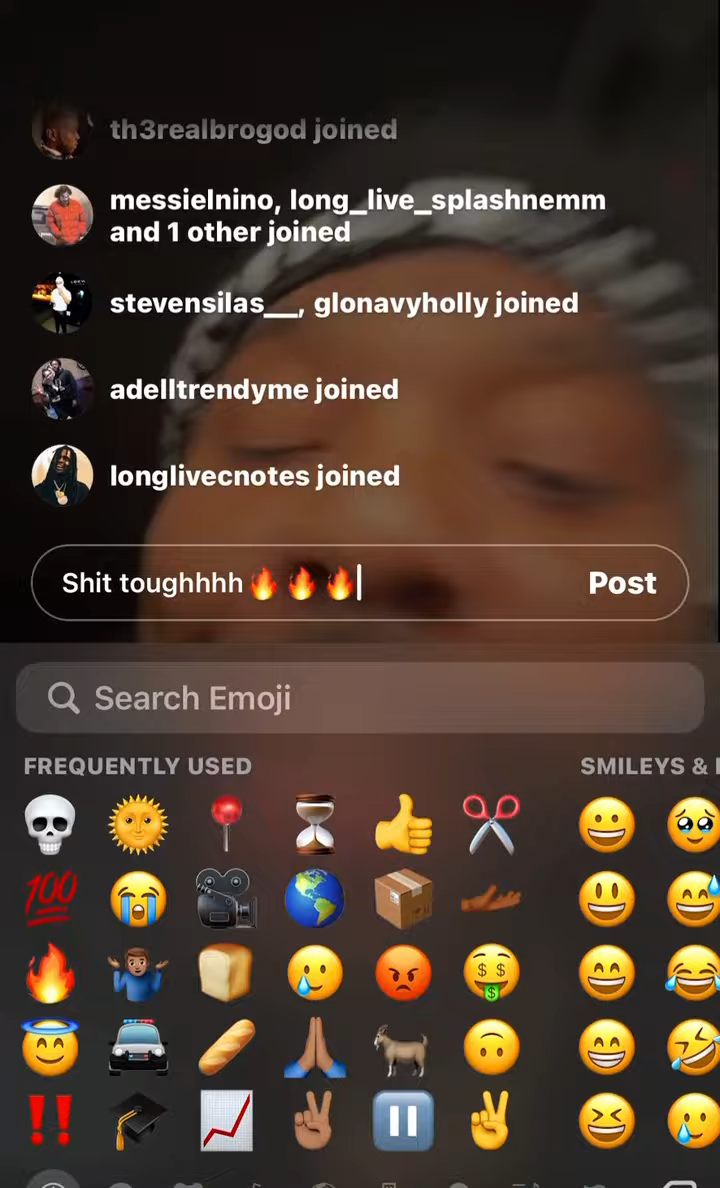 th3realbrogod joined
messielnino, long_live_splashnemm
and 1 other joined
stevensilas__, glonavyholly joined
adelltrendyme joined
longlivecnotes joined
Shit toughhhh🔥🔥🔥
Post
Search Emoji
FREQUENTLY USED
SMILEYS &
100